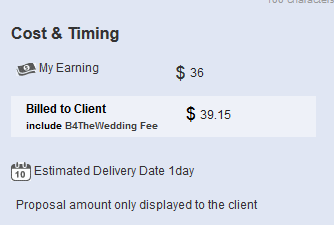 Cost & Timing
My Earning $ 36
Billed to Client $ 39.15
include B4TheWedding Fee
10 Estimated Delivery Date 1day
Proposal amount only displayed to the client